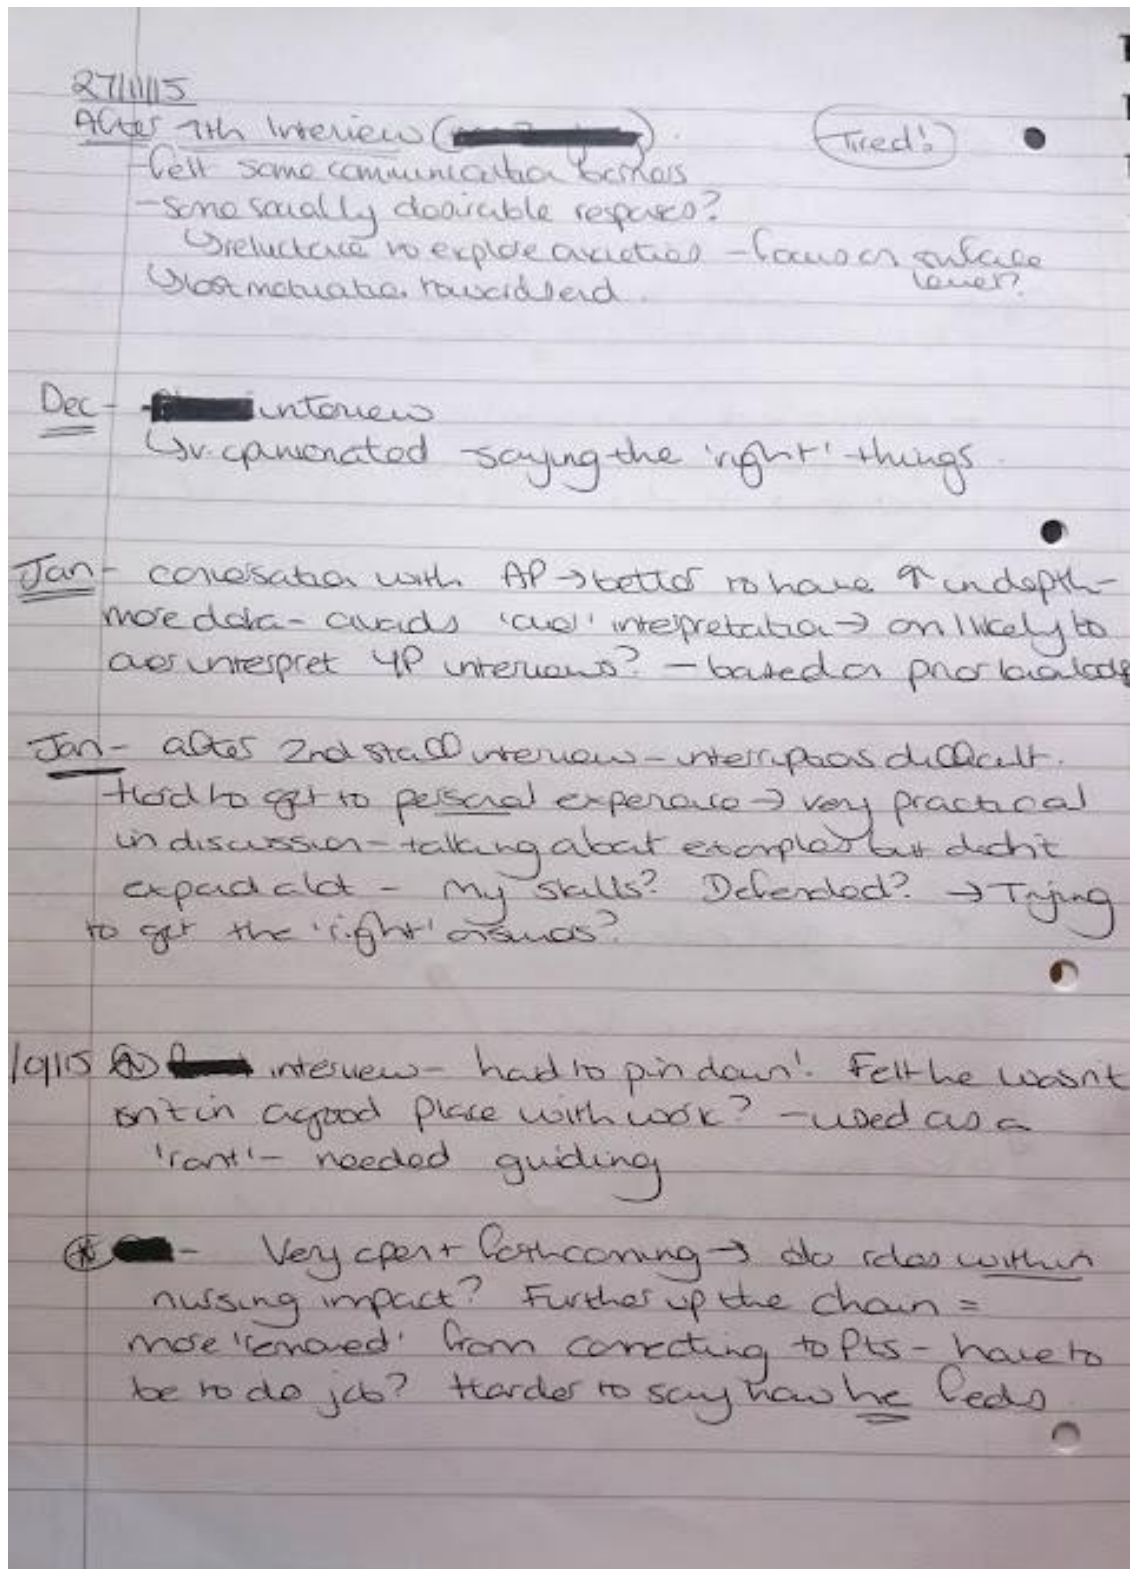 27/11/15
After 7th Interview ( ). Tired!
- felt some communication barriers
- some socially desirable responses?
↳ reluctance to explore anxieties - focus on surface level?
↳ lost motivation towards end.
Dec - interview
↳ v. opinionated - saying the 'right' things.
Jan - conversation with AP → better to have ↑ in depth -
more data - avoids 'over' interpretation → am I likely to
over interpret YP interviews? - based on prior knowledge
Jan - after 2nd staff interview - interruptions difficult.
Hard to get to personal experience → very practical
in discussion - talking about examples but didn't
expand alot - My skills? Defended? → Trying
to get the 'right' answers?
/01/15 interview - hard to pin down! Felt he wasn't
in a good place with work? - used as a
'rant' - needed guiding
- Very open + forthcoming → do roles within
nursing impact? Further up the chain =
more 'removed' from connecting to Pts - have to
be to do job? Harder to say how he feels